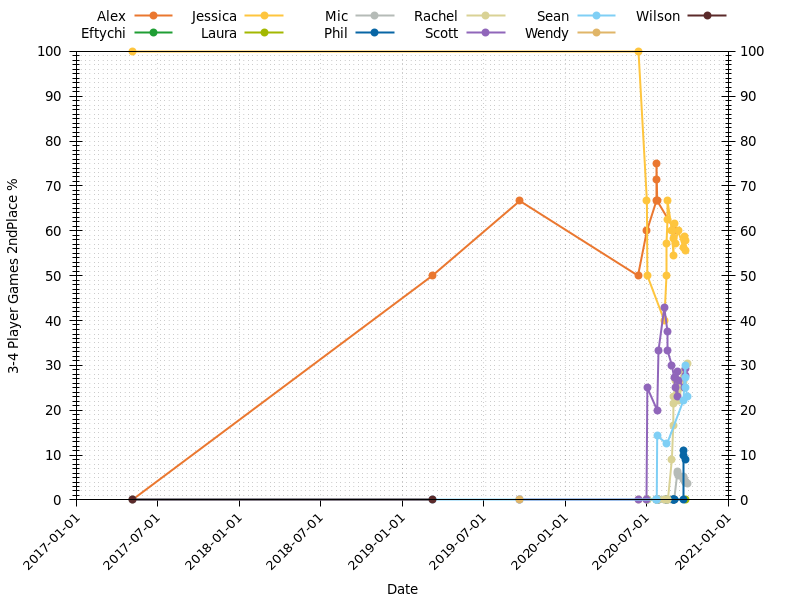 Alex Jessica Mic Rachel Sean Wilson
Eftychi Laura Phil Scott Wendy
100 100
90 90
80 80
70 70
60 60
50 50
40 40
30 30
20 20
10 10
0 0
3-4 Player Games 2ndPlace %
2017-01-01 2017-07-01 2018-01-01 2018-07-01 2019-01-01 2019-07-01 2020-01-01 2020-07-01 2021-01-01
Date